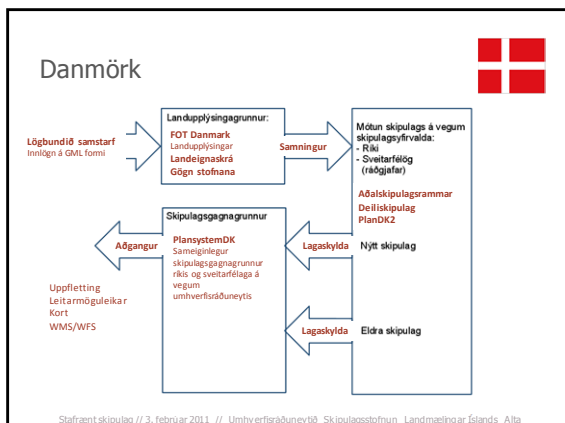 Danmörk
Lögbundið samstarf
Innlögn á GML formi
Landupplýsingagrunnur:
FOT Danmark
Landupplýsingar
Landeignaskrá
Gögn stofnana
Samningur
Mótun skipulags á vegum
skipulagsyfirvalda:
- Ríki
- Sveitarfélög
(ráðgjafar)
Aðalskipulagsrammar
Deiliskipulag
PlanDK2
Skipulagsgagnagrunnur
PlansystemDK
Sameiginlegur
skipulagsgagnagrunnur
ríkis og sveitarfélaga á
vegum
umhverfisráðuneytis
Aðgangur
Lagaskylda
Nýtt skipulag
Uppfletting
Leitarmöguleikar
Kort
WMS/WFS
Lagaskylda
Eldra skipulag
Stafrænt skipulag // 3. febrúar 2011 // Umhverfisráðuneytið Skipulagsstofnun Landmælingar Íslands Alta